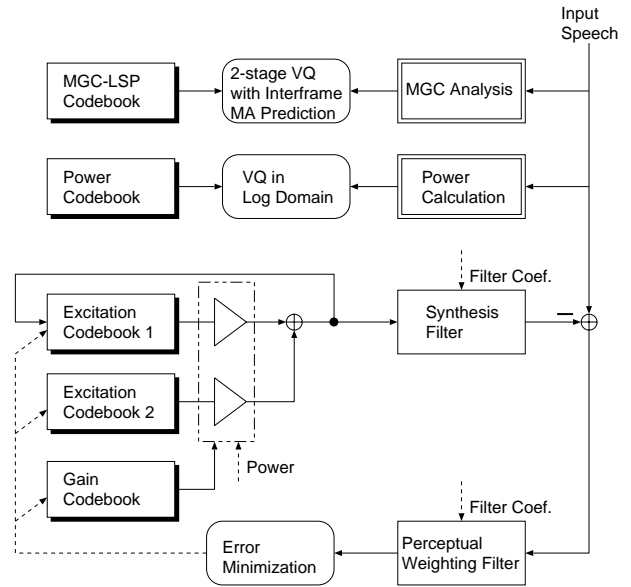 Input
Speech
MGC-LSP
Codebook
2-stage VQ
with Interframe
MA Prediction
MGC Analysis
Power
Codebook
VQ in
Log Domain
Power
Calculation
Filter Coef.
Excitation
Codebook 1
Synthesis
Filter
Excitation
Codebook 2
Power
Gain
Codebook
Filter Coef.
Error
Minimization
Perceptual
Weighting Filter